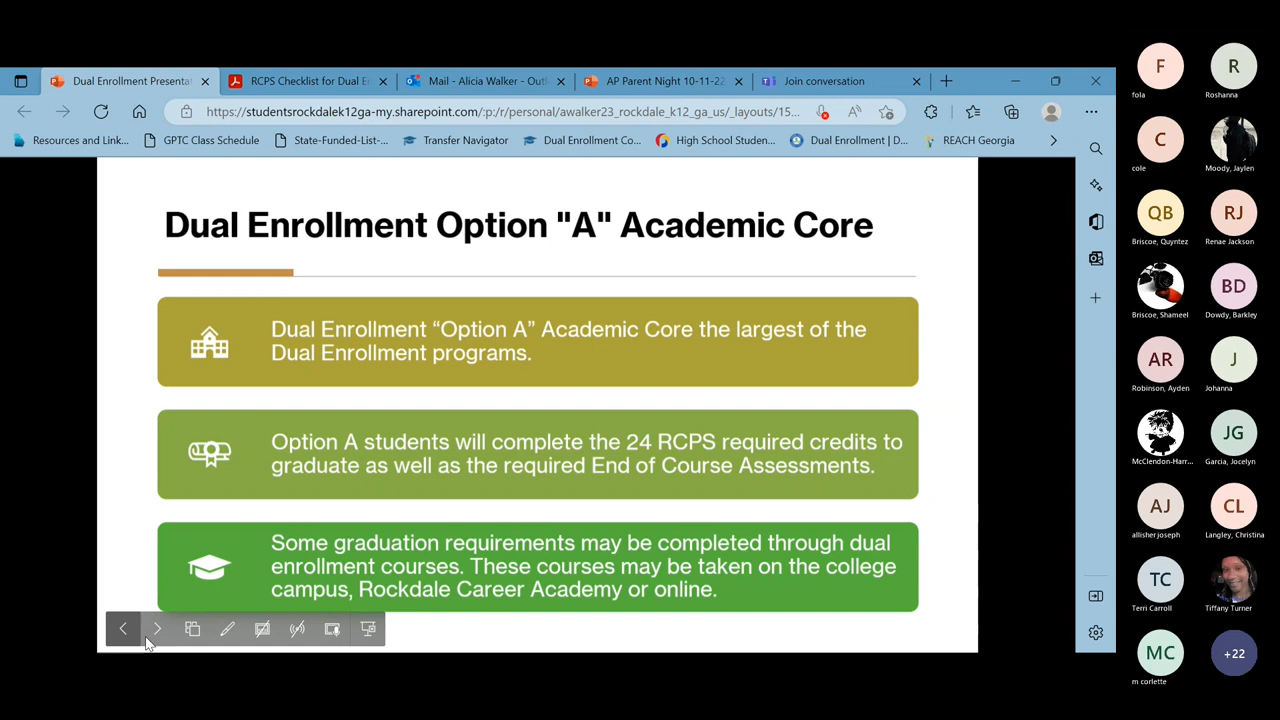 Dual Enrollment Presentat
RCPS Checklist for Dual E
Mail - Alicia Walker - Outl
AP Parent Night 10-11-22
Join conversation
https://studentsrockdalek12ga-my.sharepoint.com/:p:/r/personal/awalker23_rockdale_k12_ga_us/_layouts/15...
Resources and Link...
GPTC Class Schedule
State-Funded-List-...
Transfer Navigator
Dual Enrollment Co...
High School Studen...
Dual Enrollment | D...
REACH Georgia
Dual Enrollment Option "A" Academic Core
Dual Enrollment “Option A” Academic Core the largest of the
Dual Enrollment programs.
Option A students will complete the 24 RCPS required credits to
graduate as well as the required End of Course Assessments.
Some graduation requirements may be completed through dual
enrollment courses. These courses may be taken on the college
campus, Rockdale Career Academy or online.
F
fola
R
Roshanna
C
cole
Moody, Jaylen
QB
Briscoe, Quyntez
RJ
Renae Jackson
Briscoe, Shameel
BD
Dowdy, Barkley
AR
Robinson, Ayden
J
Johanna
McClendon-Harr...
JG
Garcia, Jocelyn
AJ
allisher joseph
CL
Langley, Christina
TC
Terri Carroll
Tiffany Turner
MC
m corlette
+22